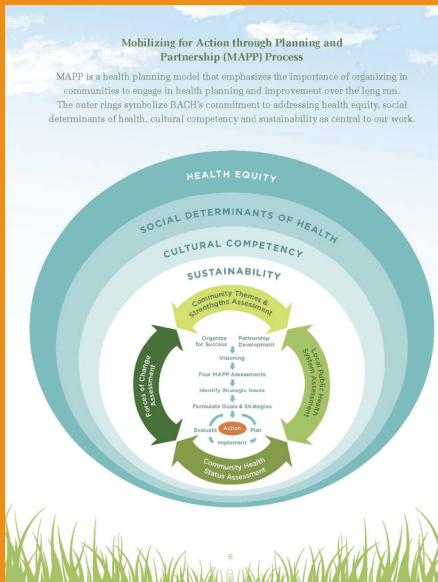 Mobilizing for Action through Planning and
Partnership (MAPP) Process
MAPP is a health planning model that emphasizes the importance of organizing in
communities to engage in health planning and improvement over the long run.
The outer rings symbolize BACH's commitment to addressing health equity, social
determinants of health, cultural competency and sustainability as central to our work.
HEALTH EQUITY
SOCIAL DETERMINANTS OF HEALTH
CULTURAL COMPETENCY
SUSTAINABILITY
Community Themes &
Strenghths Assessment
Forces of Change
Assessment
Local Public Health
System Assessment
Organize
for Success
Partnership
Development
Visioning
Four MAPP Assessments
Identify Strategic Issues
Formulate Goals & Strategies
Evaluate
Action
Plan
Implement
Community Health
Status Assessment
6